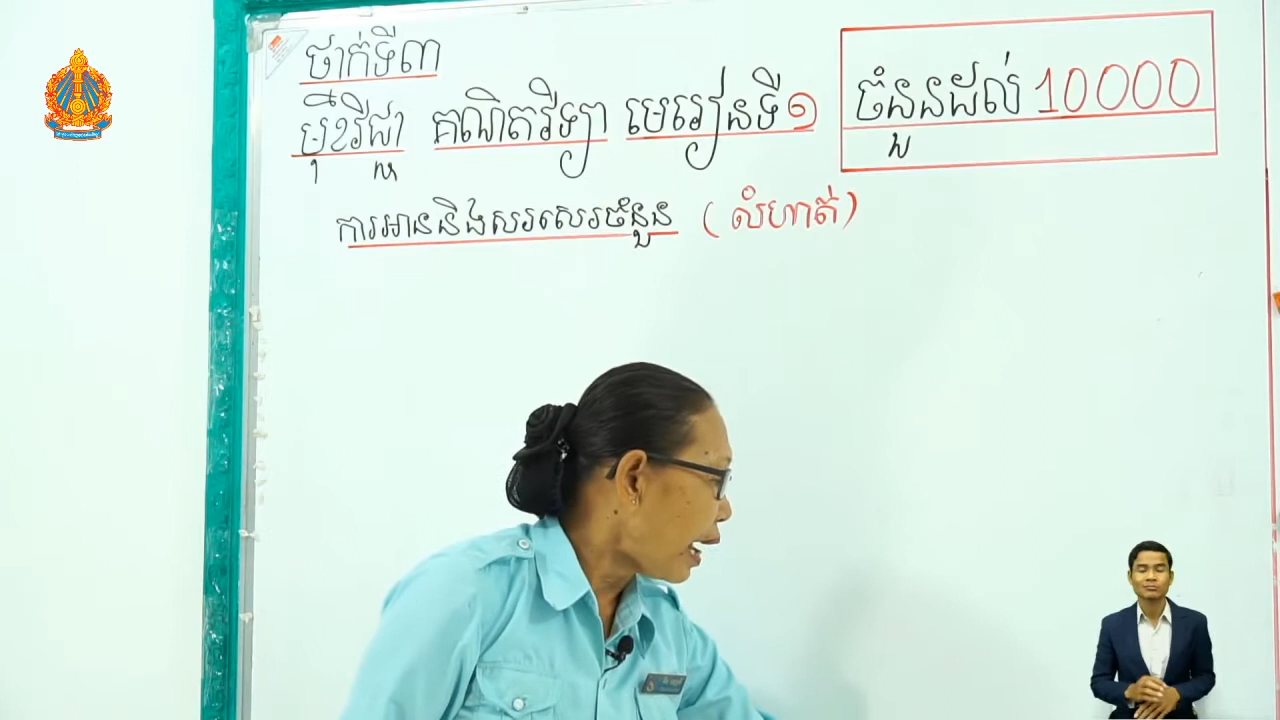 ថ្នាក់ទី៣
មុខវិជ្ជា គណិតវិទ្យា មេរៀនទី១ ចំនួនដល់ 10000
ការអាននិងសរសេរចំនួន (លំហាត់)